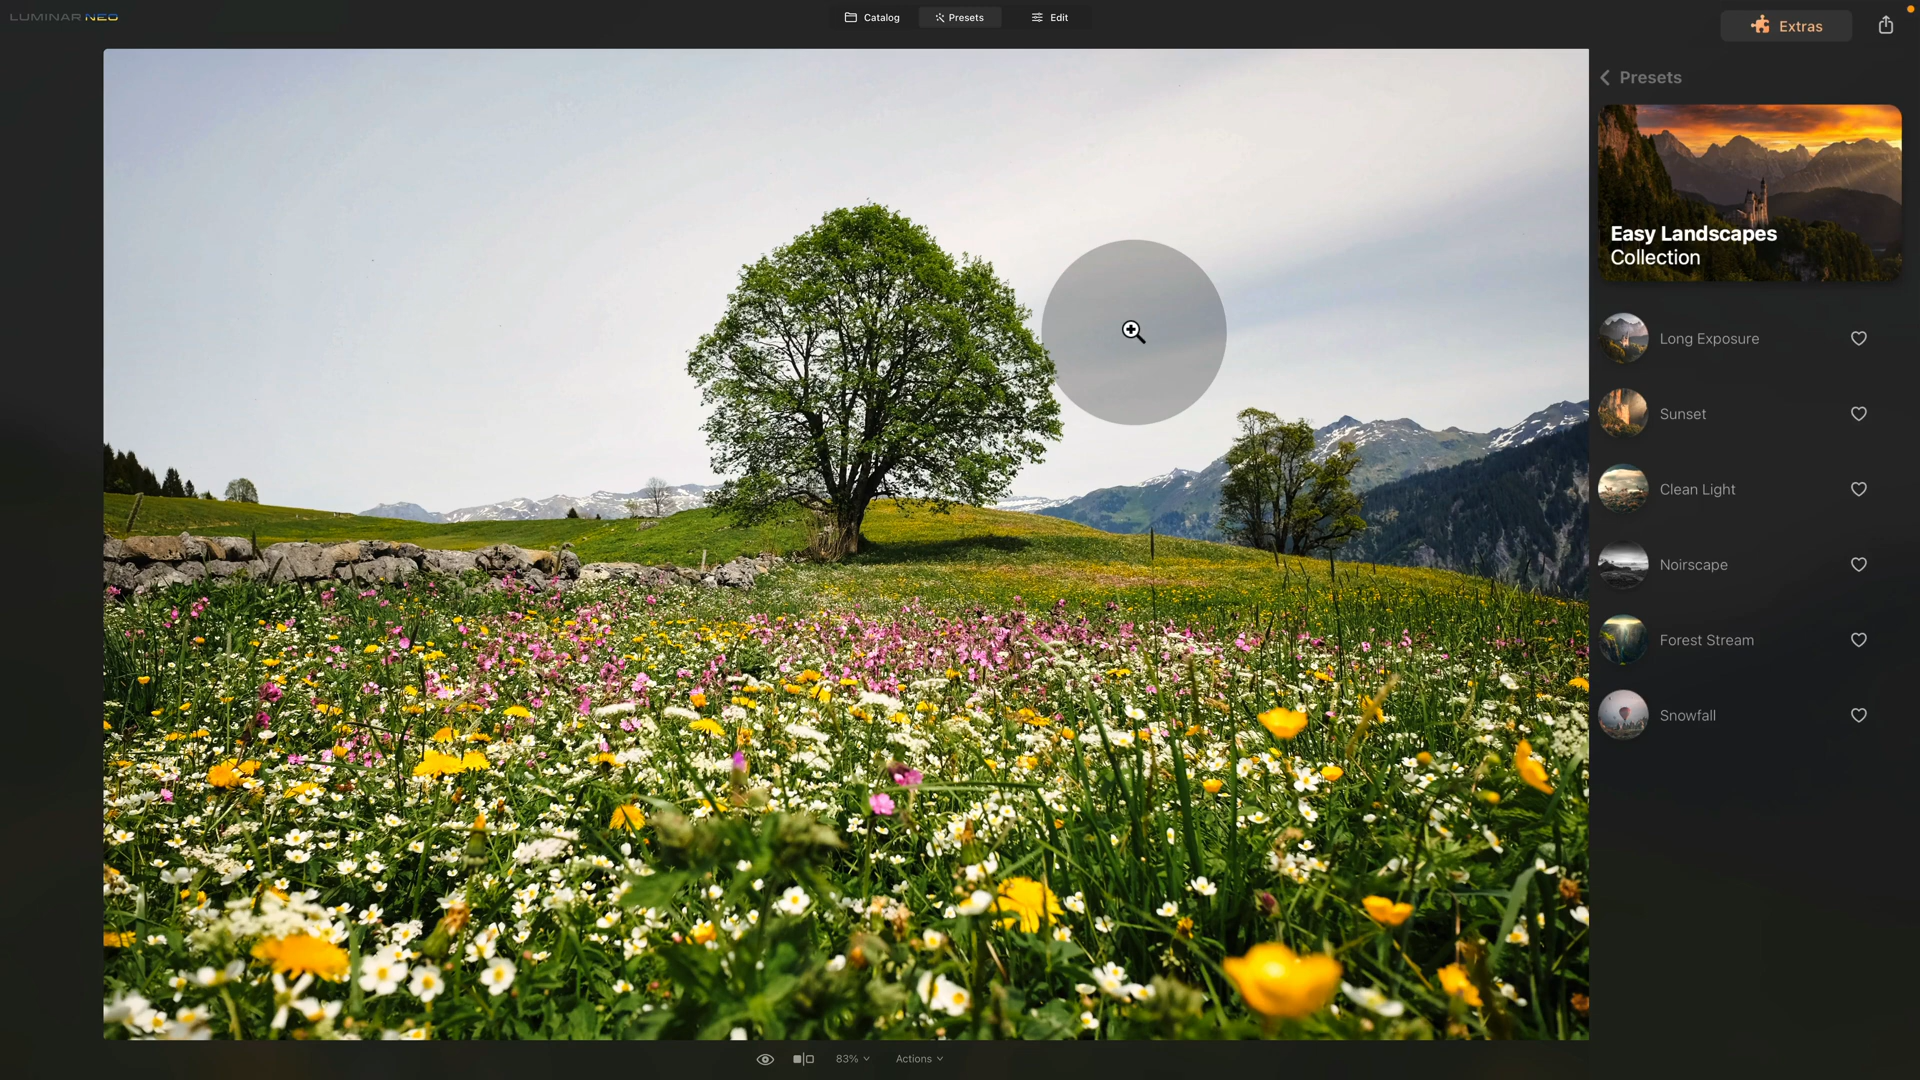 LUMINAR NEO
Catalog
Presets
Edit
Extras
Presets
Easy Landscapes
Collection
Long Exposure
Sunset
Clean Light
Noirscape
Forest Stream
Snowfall
83%
Actions